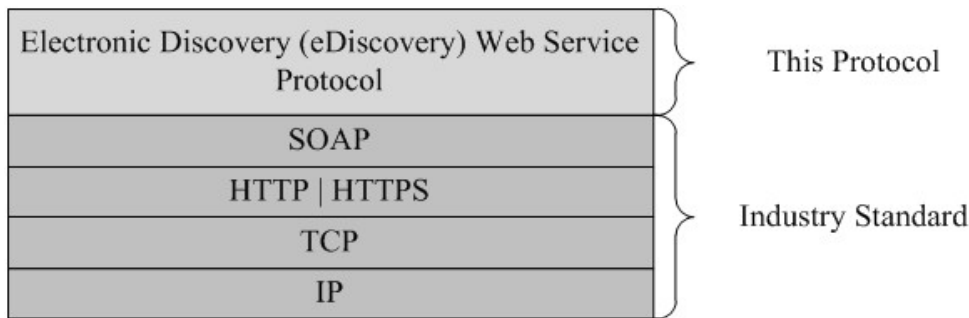 Electronic Discovery (eDiscovery) Web Service
Protocol
This Protocol
SOAP
HTTP | HTTPS
TCP
IP
Industry Standard